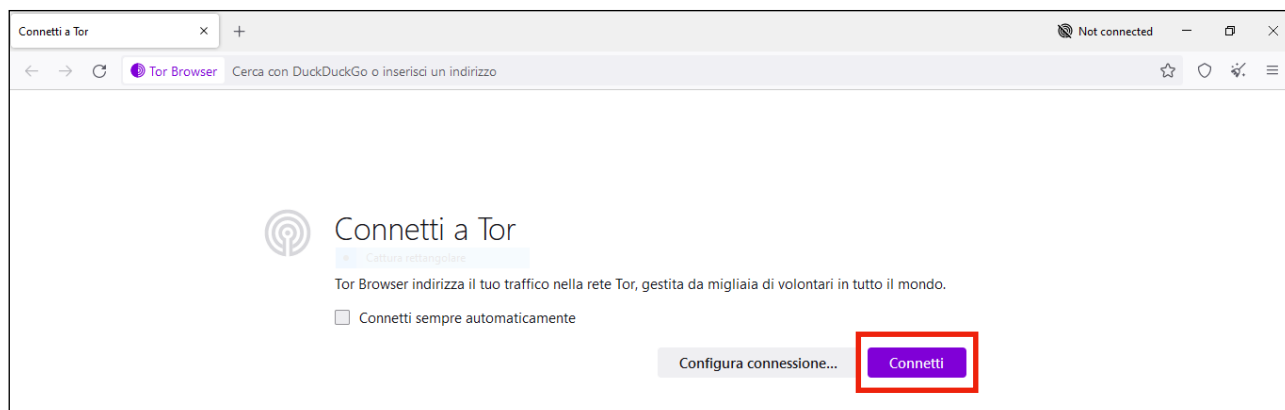 Connetti a Tor
Not connected
Tor Browser Cerca con DuckDuckGo o inserisci un indirizzo
Connetti a Tor
Cattura rettangolare
Tor Browser indirizza il tuo traffico nella rete Tor, gestita da migliaia di volontari in tutto il mondo.
Connetti sempre automaticamente
Configura connessione... Connetti